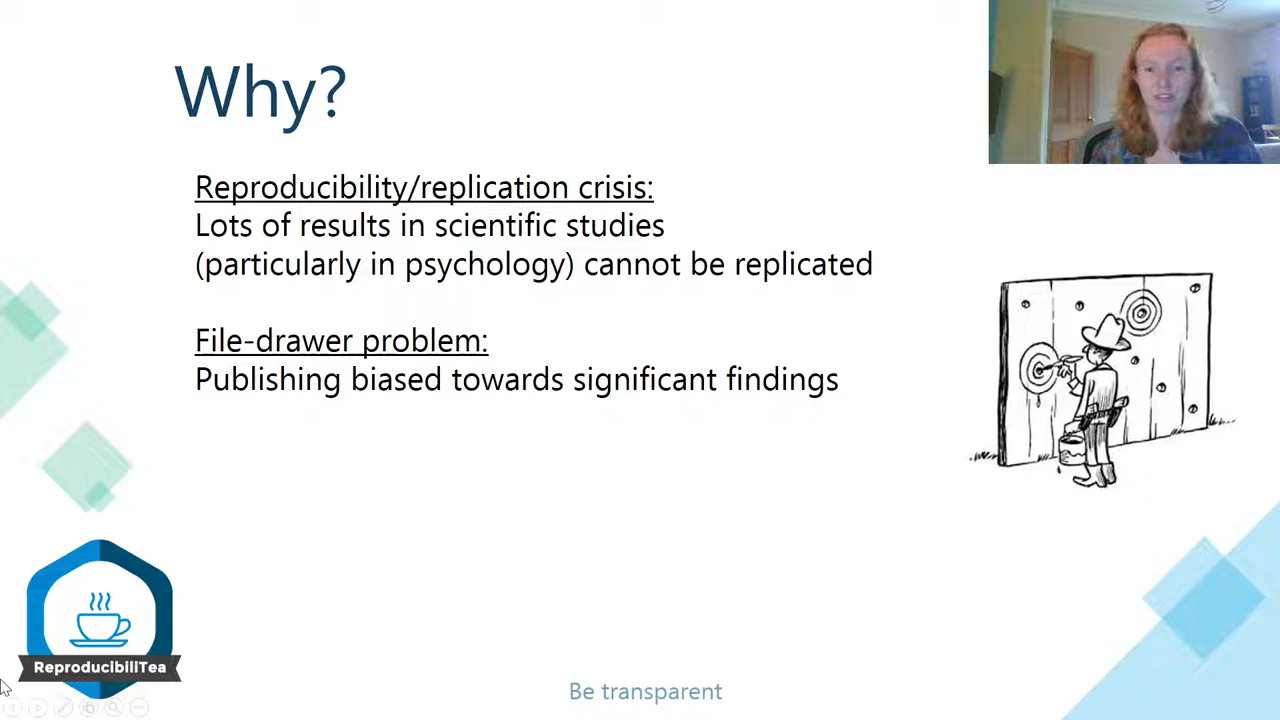 Why?
Reproducibility/replication crisis:
Lots of results in scientific studies
(particularly in psychology) cannot be replicated
File-drawer problem:
Publishing biased towards significant findings
ReproducibiliTea
Be transparent